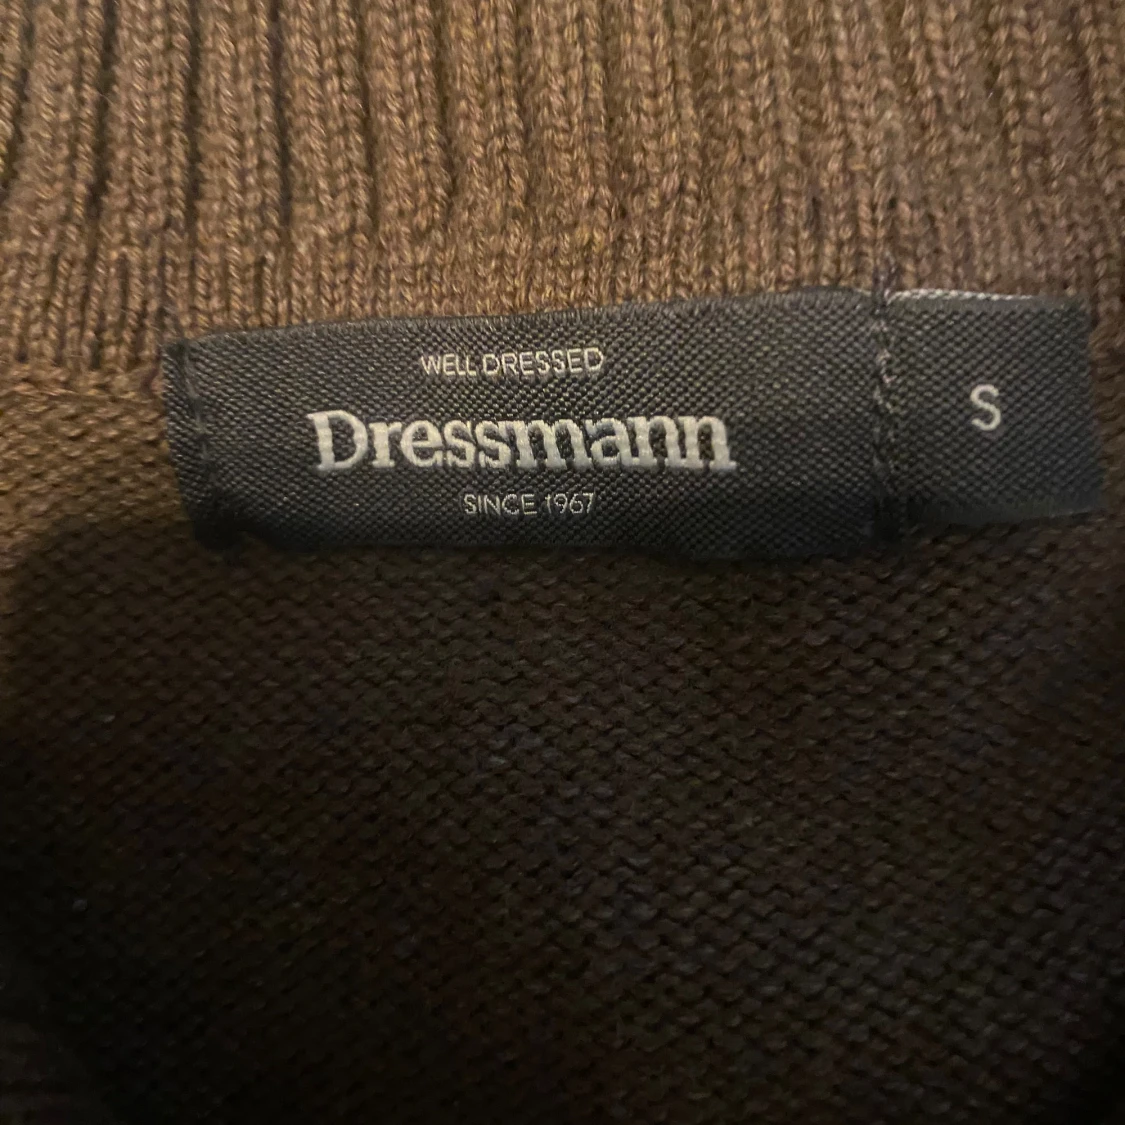 WELL DRESSED
Dressmann
SINCE 1967
S